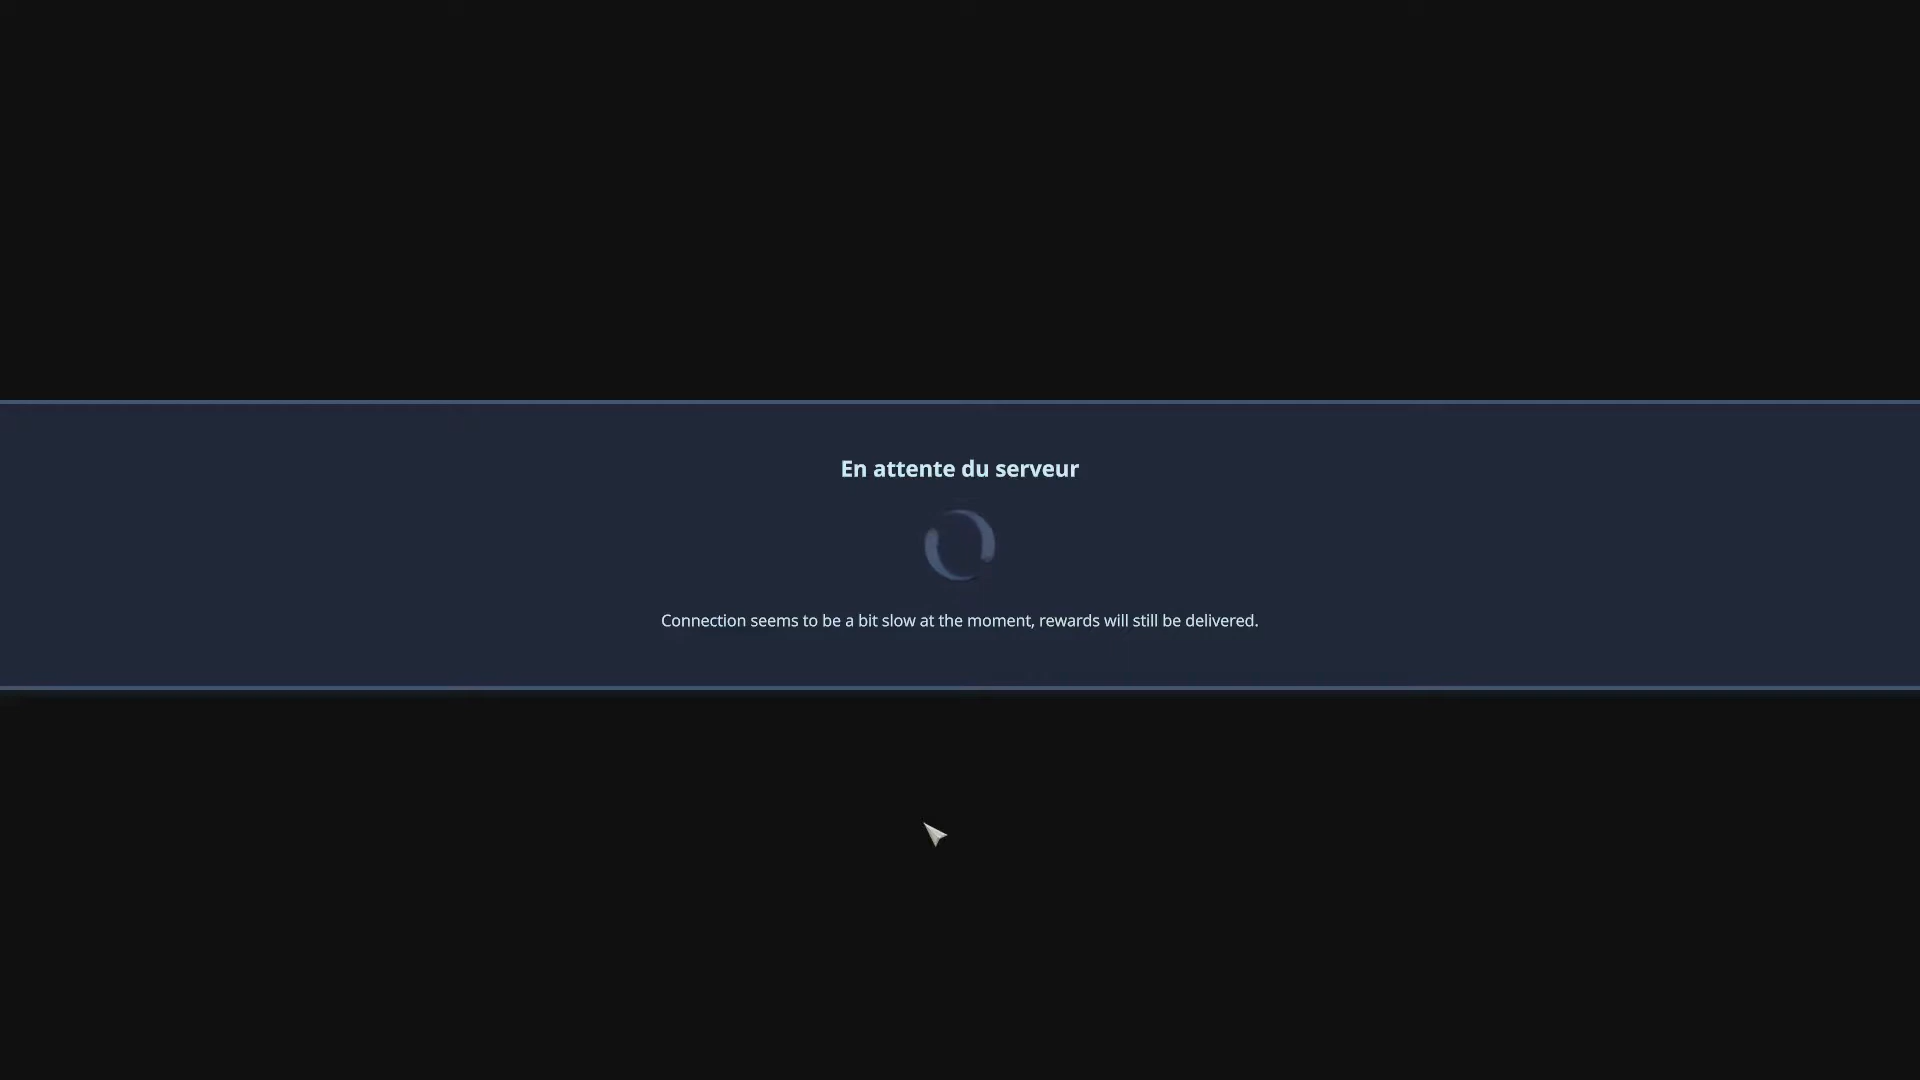 En attente du serveur
Connection seems to be a bit slow at the moment, rewards will still be delivered.